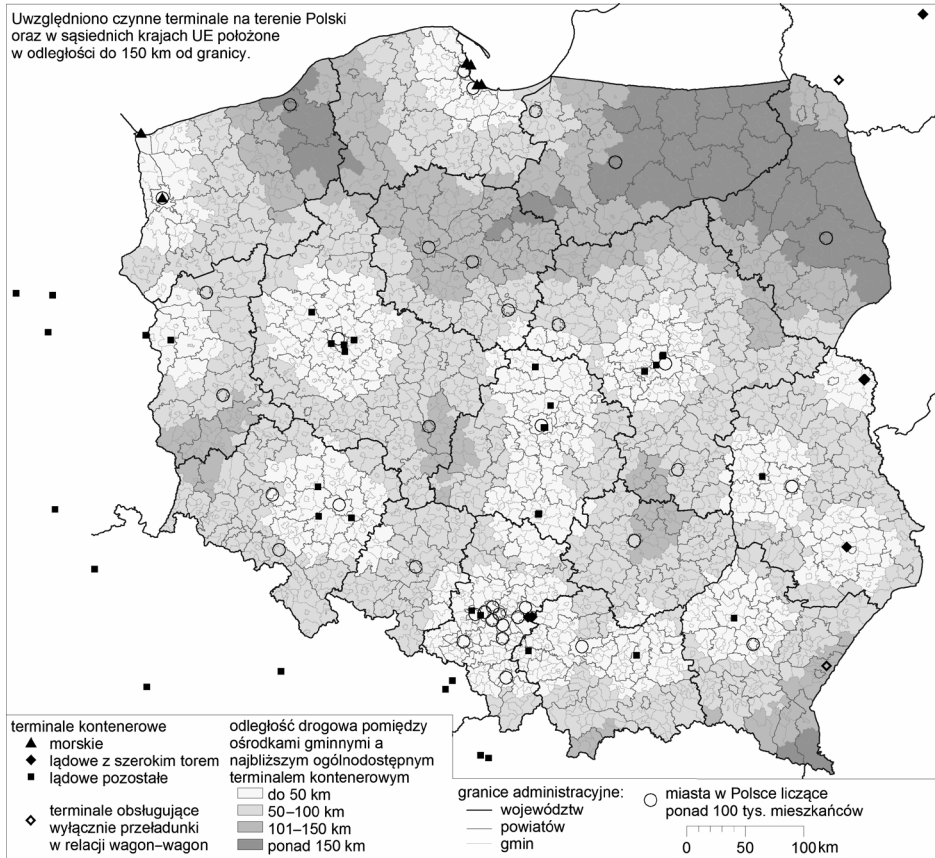 Uwzględniono czynne terminale na terenie Polski
oraz w sąsiednich krajach UE położone
w odległości do 150 km od granicy.
terminale kontenerowe
morskie
lądowe z szerokim torem
lądowe pozostałe
terminale obsługujące
wyłącznie przeładunki
w relacji wagon–wagon
odległość drogowa pomiędzy
ośrodkami gminnymi a
najbliższym ogólnodostępnym
terminalem kontenerowym
do 50 km
50–100 km
101–150 km
ponad 150 km
granice administracyjne:
województw
powiatów
gmin
miasta w Polsce liczące
ponad 100 tys. mieszkańców
0 50 100 km